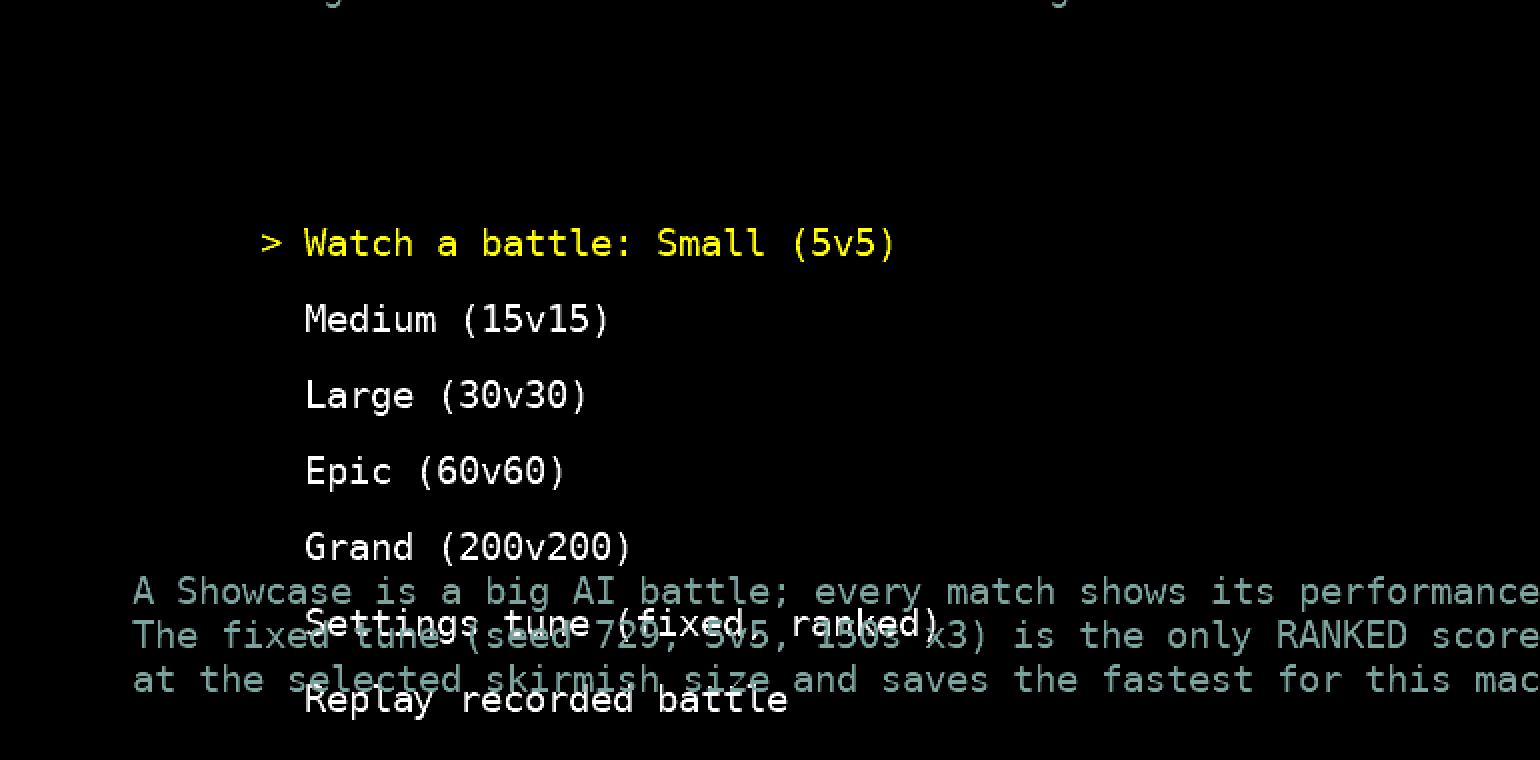 > Watch a battle: Small (5v5)
Medium (15v15)
Large (30v30)
Epic (60v60)
Grand (200v200)
A Showcase is a big AI battle; every match shows its performance
Settings tune (fixed, ranked)
The fixed tune (seed 729, 5v5, 150s x3) is the only RANKED score
at the selected skirmish size and saves the fastest for this mac
Replay recorded battle